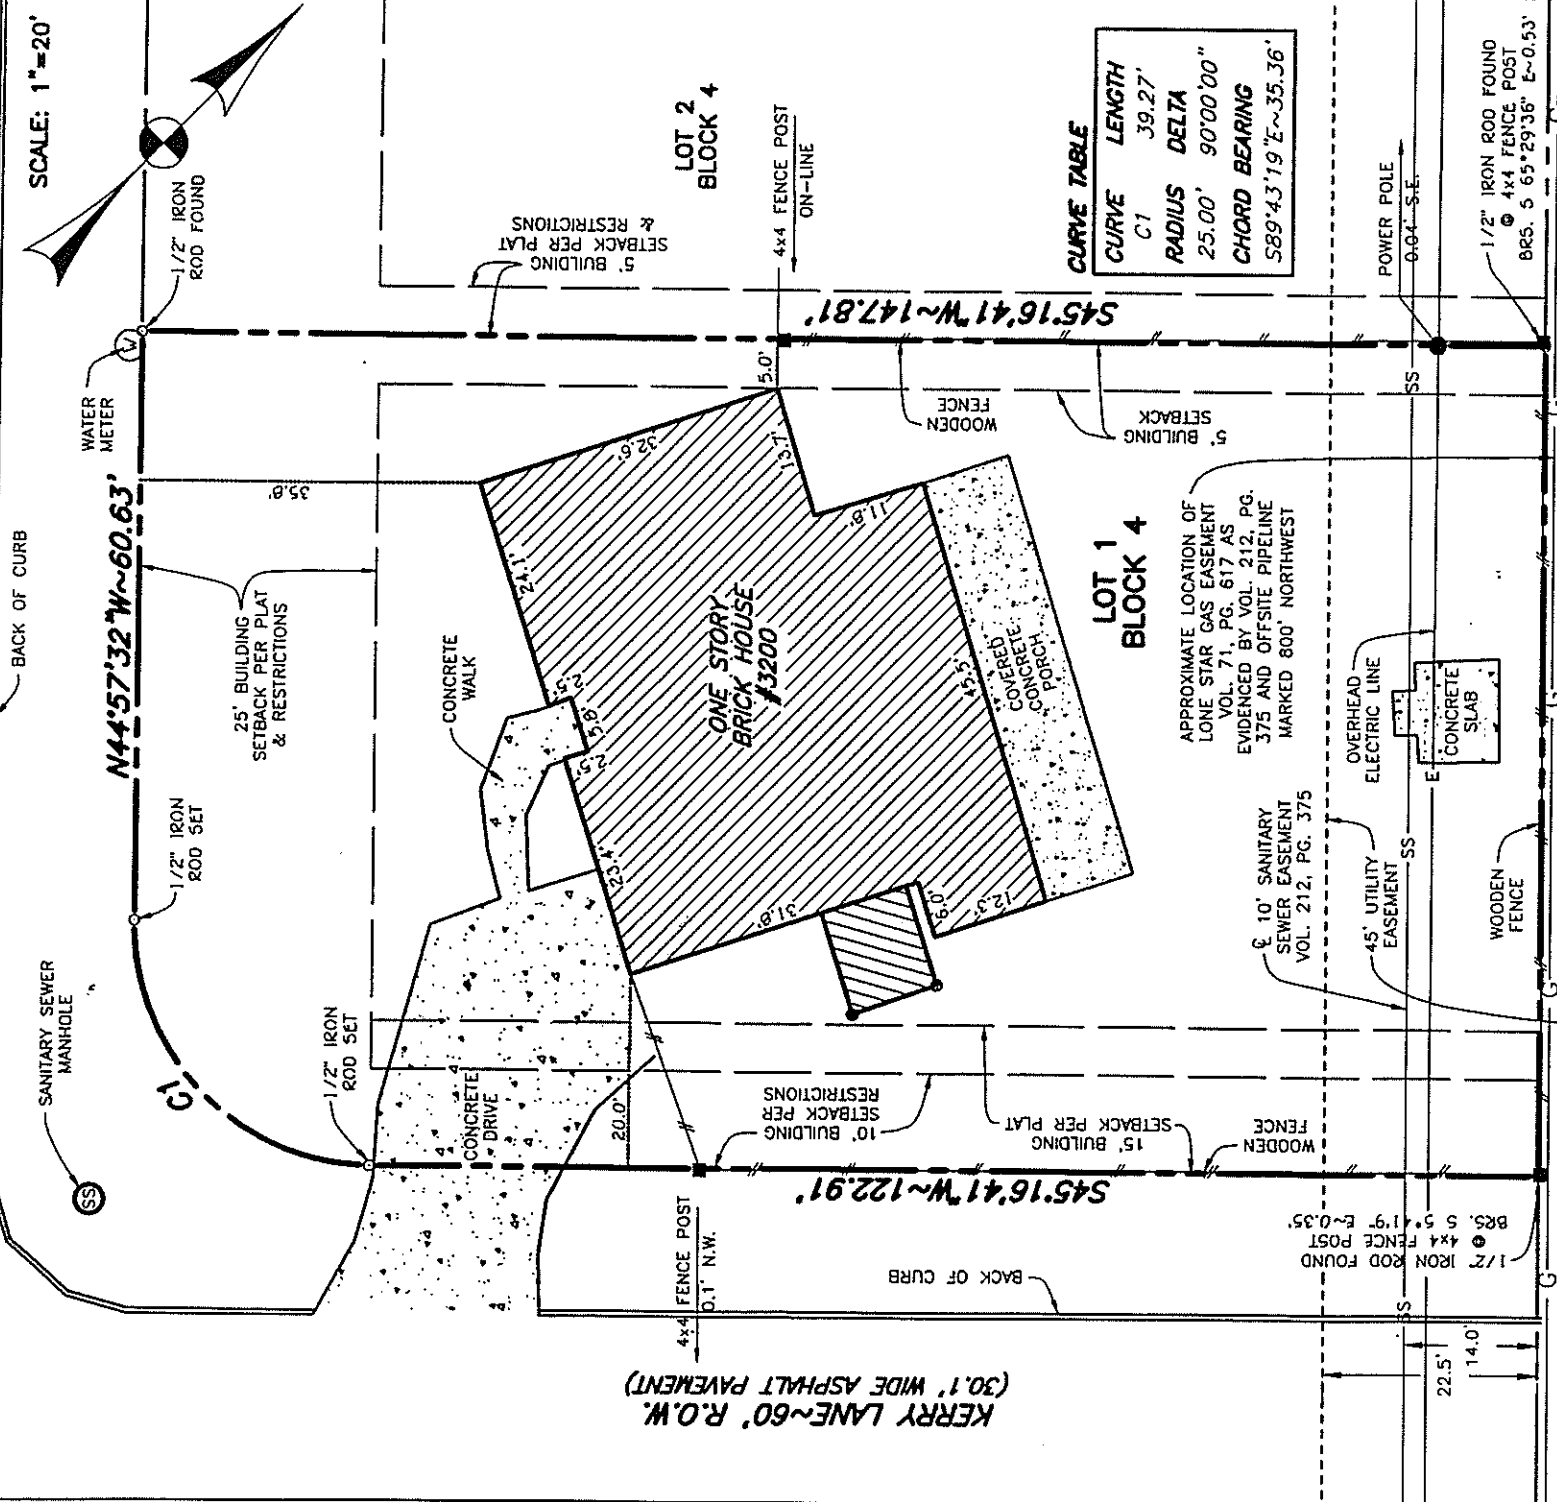 SCALE: 1"=20'
BACK OF CURB
WATER
METER
W
1/2" IRON
ROD FOUND
N44°57'32"W~60.63'
1/2" IRON
ROD SET
SANITARY SEWER
MANHOLE
SS
C1
1/2" IRON
ROD SET
25' BUILDING
SETBACK PER PLAT
& RESTRICTIONS
35.8'
5' BUILDING
SETBACK PER PLAT
& RESTRICTIONS
LOT 2
BLOCK 4
4x4 FENCE POST
ON-LINE
CURVE TABLE
CURVE LENGTH
C1 39.27'
RADIUS DELTA
25.00' 90°00'00"
CHORD BEARING
S89°43'19"E~35.36'
S45°16'41"W~147.81'
WOODEN
FENCE
5' BUILDING
SETBACK
POWER POLE
0.04' S.E.
1/2" IRON ROD FOUND
@ 4x4 FENCE POST
BRS. S 65°29'36" E~0.53'
CONCRETE
WALK
CONCRETE
DRIVE
ONE STORY
BRICK HOUSE
#3200
32.6'
5.0'
13.7'
11.8'
24.1'
2.5'
5.8'
2.5'
23.4'
31.8'
6.0'
12.3'
45.5'
COVERED
CONCRETE
PORCH
LOT 1
BLOCK 4
APPROXIMATE LOCATION OF
LONE STAR GAS EASEMENT
VOL. 71, PG. 617 AS
EVIDENCED BY VOL. 212, PG.
375 AND OFFSITE PIPELINE
MARKED 800' NORTHWEST
OVERHEAD
ELECTRIC LINE
CONCRETE
SLAB
E
SS
SS
SS
℄ 10' SANITARY
SEWER EASEMENT
VOL. 212, PG. 375
45' UTILITY
EASEMENT
WOODEN
FENCE
G
G
G
20.0'
10' BUILDING
SETBACK PER
RESTRICTIONS
15' BUILDING
SETBACK PER PLAT
WOODEN
FENCE
S45°16'41"W~122.91'
4x4 FENCE POST
0.1' N.W.
BACK OF CURB
1/2" IRON ROD FOUND
@ 4x4 FENCE POST
22.5'
14.0'
KERRY LANE~60' R.O.W.
(30.1' WIDE ASPHALT PAVEMENT)